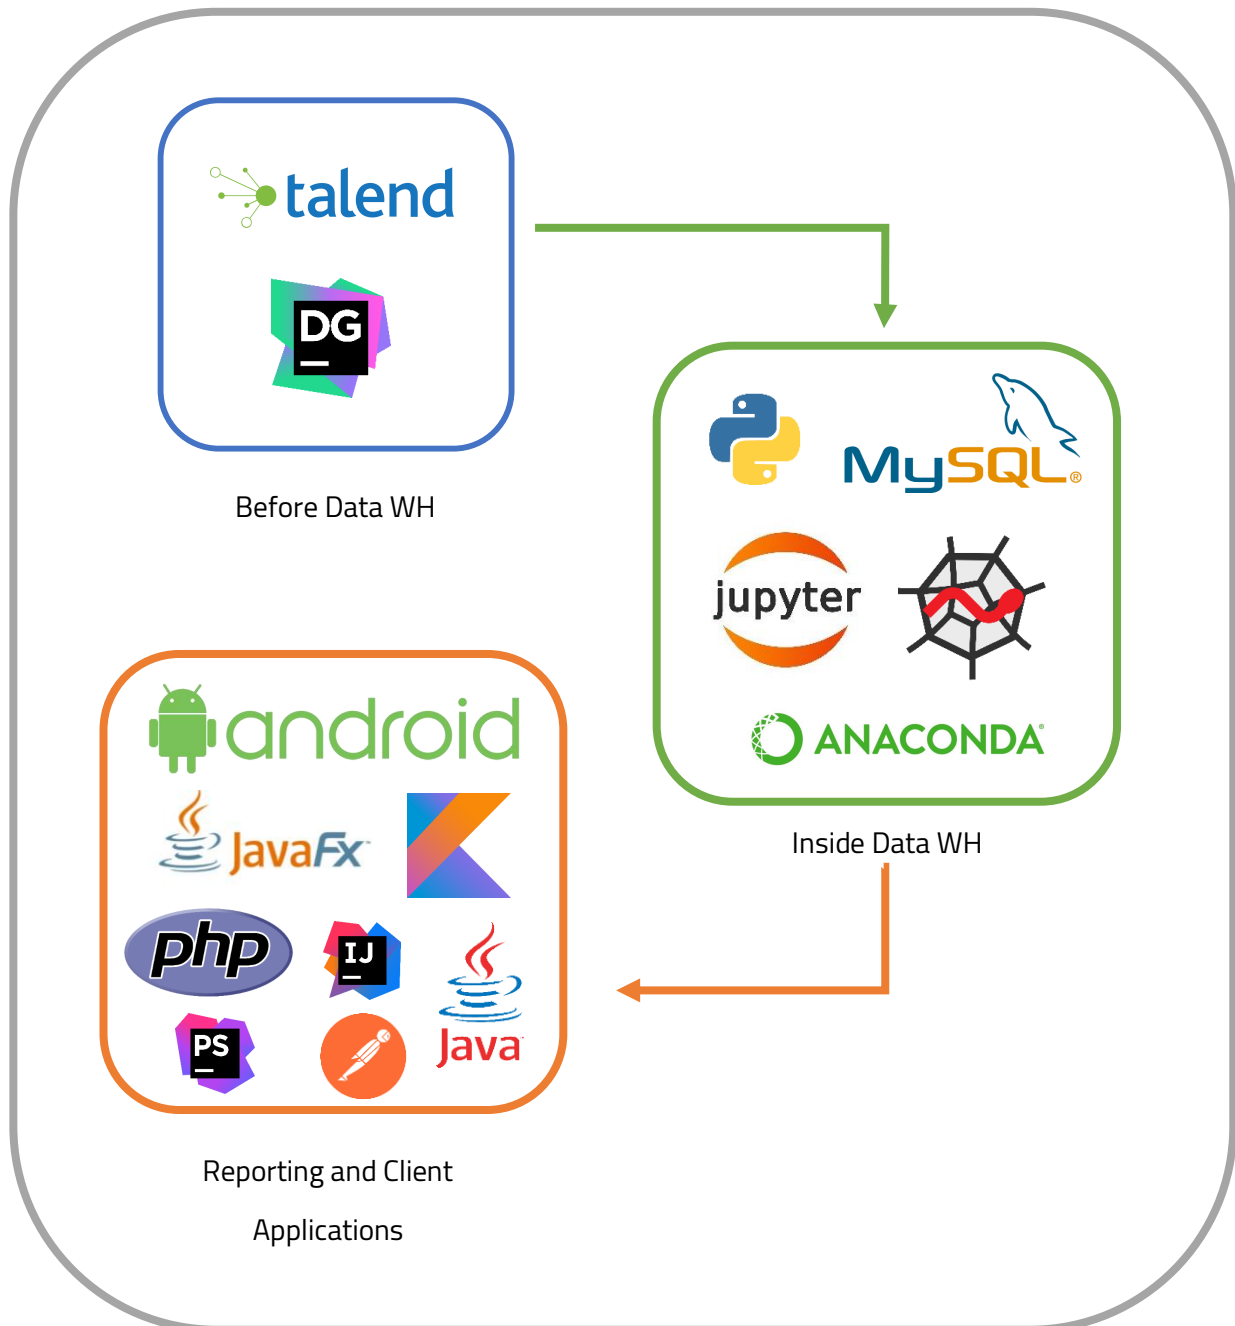 talend
DG
Before Data WH
MySQL®
jupyter
ANACONDA
Inside Data WH
android
JavaFx
php
IJ
Java
PS
Reporting and Client
Applications